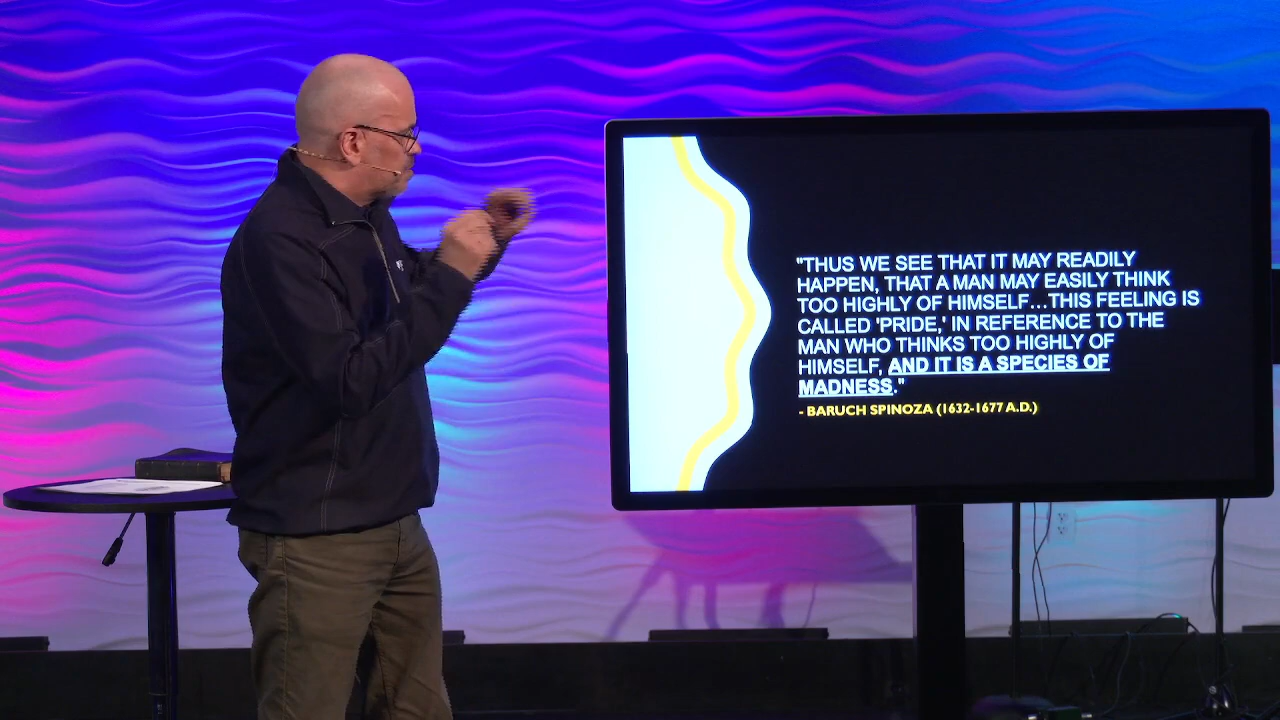 "THUS WE SEE THAT IT MAY READILY
HAPPEN, THAT A MAN MAY EASILY THINK
TOO HIGHLY OF HIMSELF...THIS FEELING IS
CALLED 'PRIDE,' IN REFERENCE TO THE
MAN WHO THINKS TOO HIGHLY OF
HIMSELF, AND IT IS A SPECIES OF
MADNESS."
- BARUCH SPINOZA (1632-1677 A.D.)